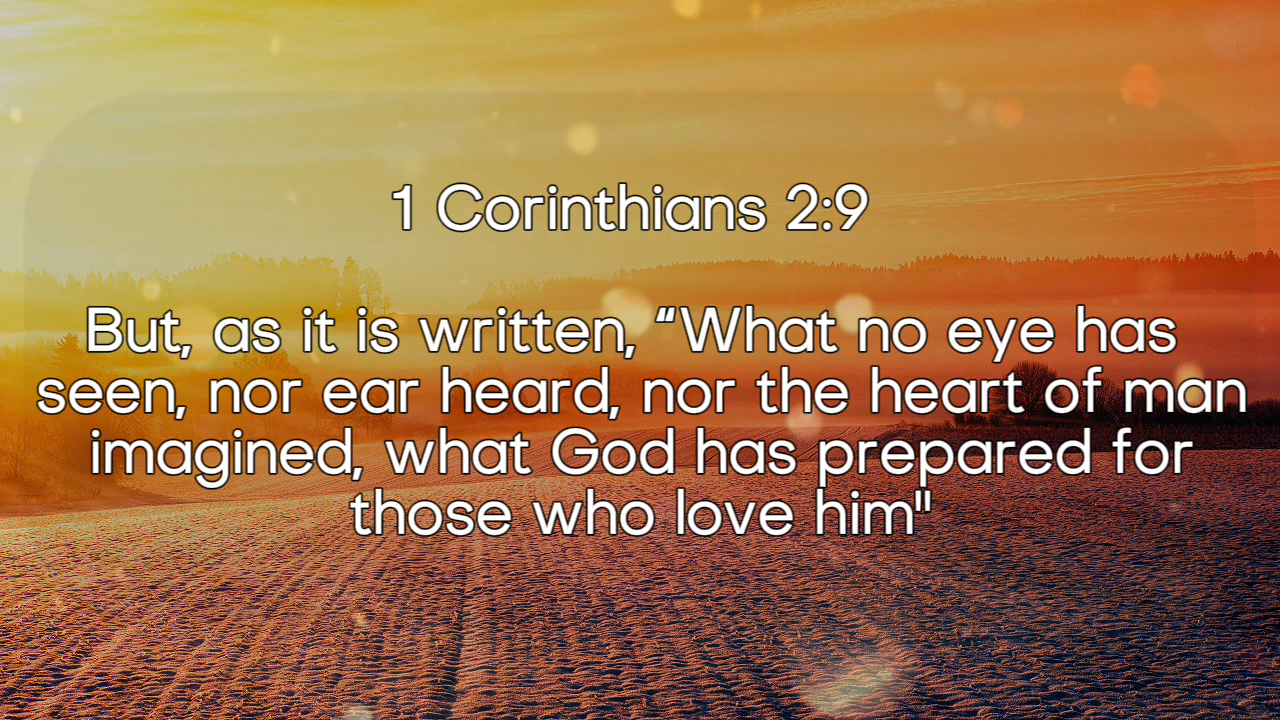 1 Corinthians 2:9
But, as it is written, “What no eye has
seen, nor ear heard, nor the heart of man
imagined, what God has prepared for
those who love him"